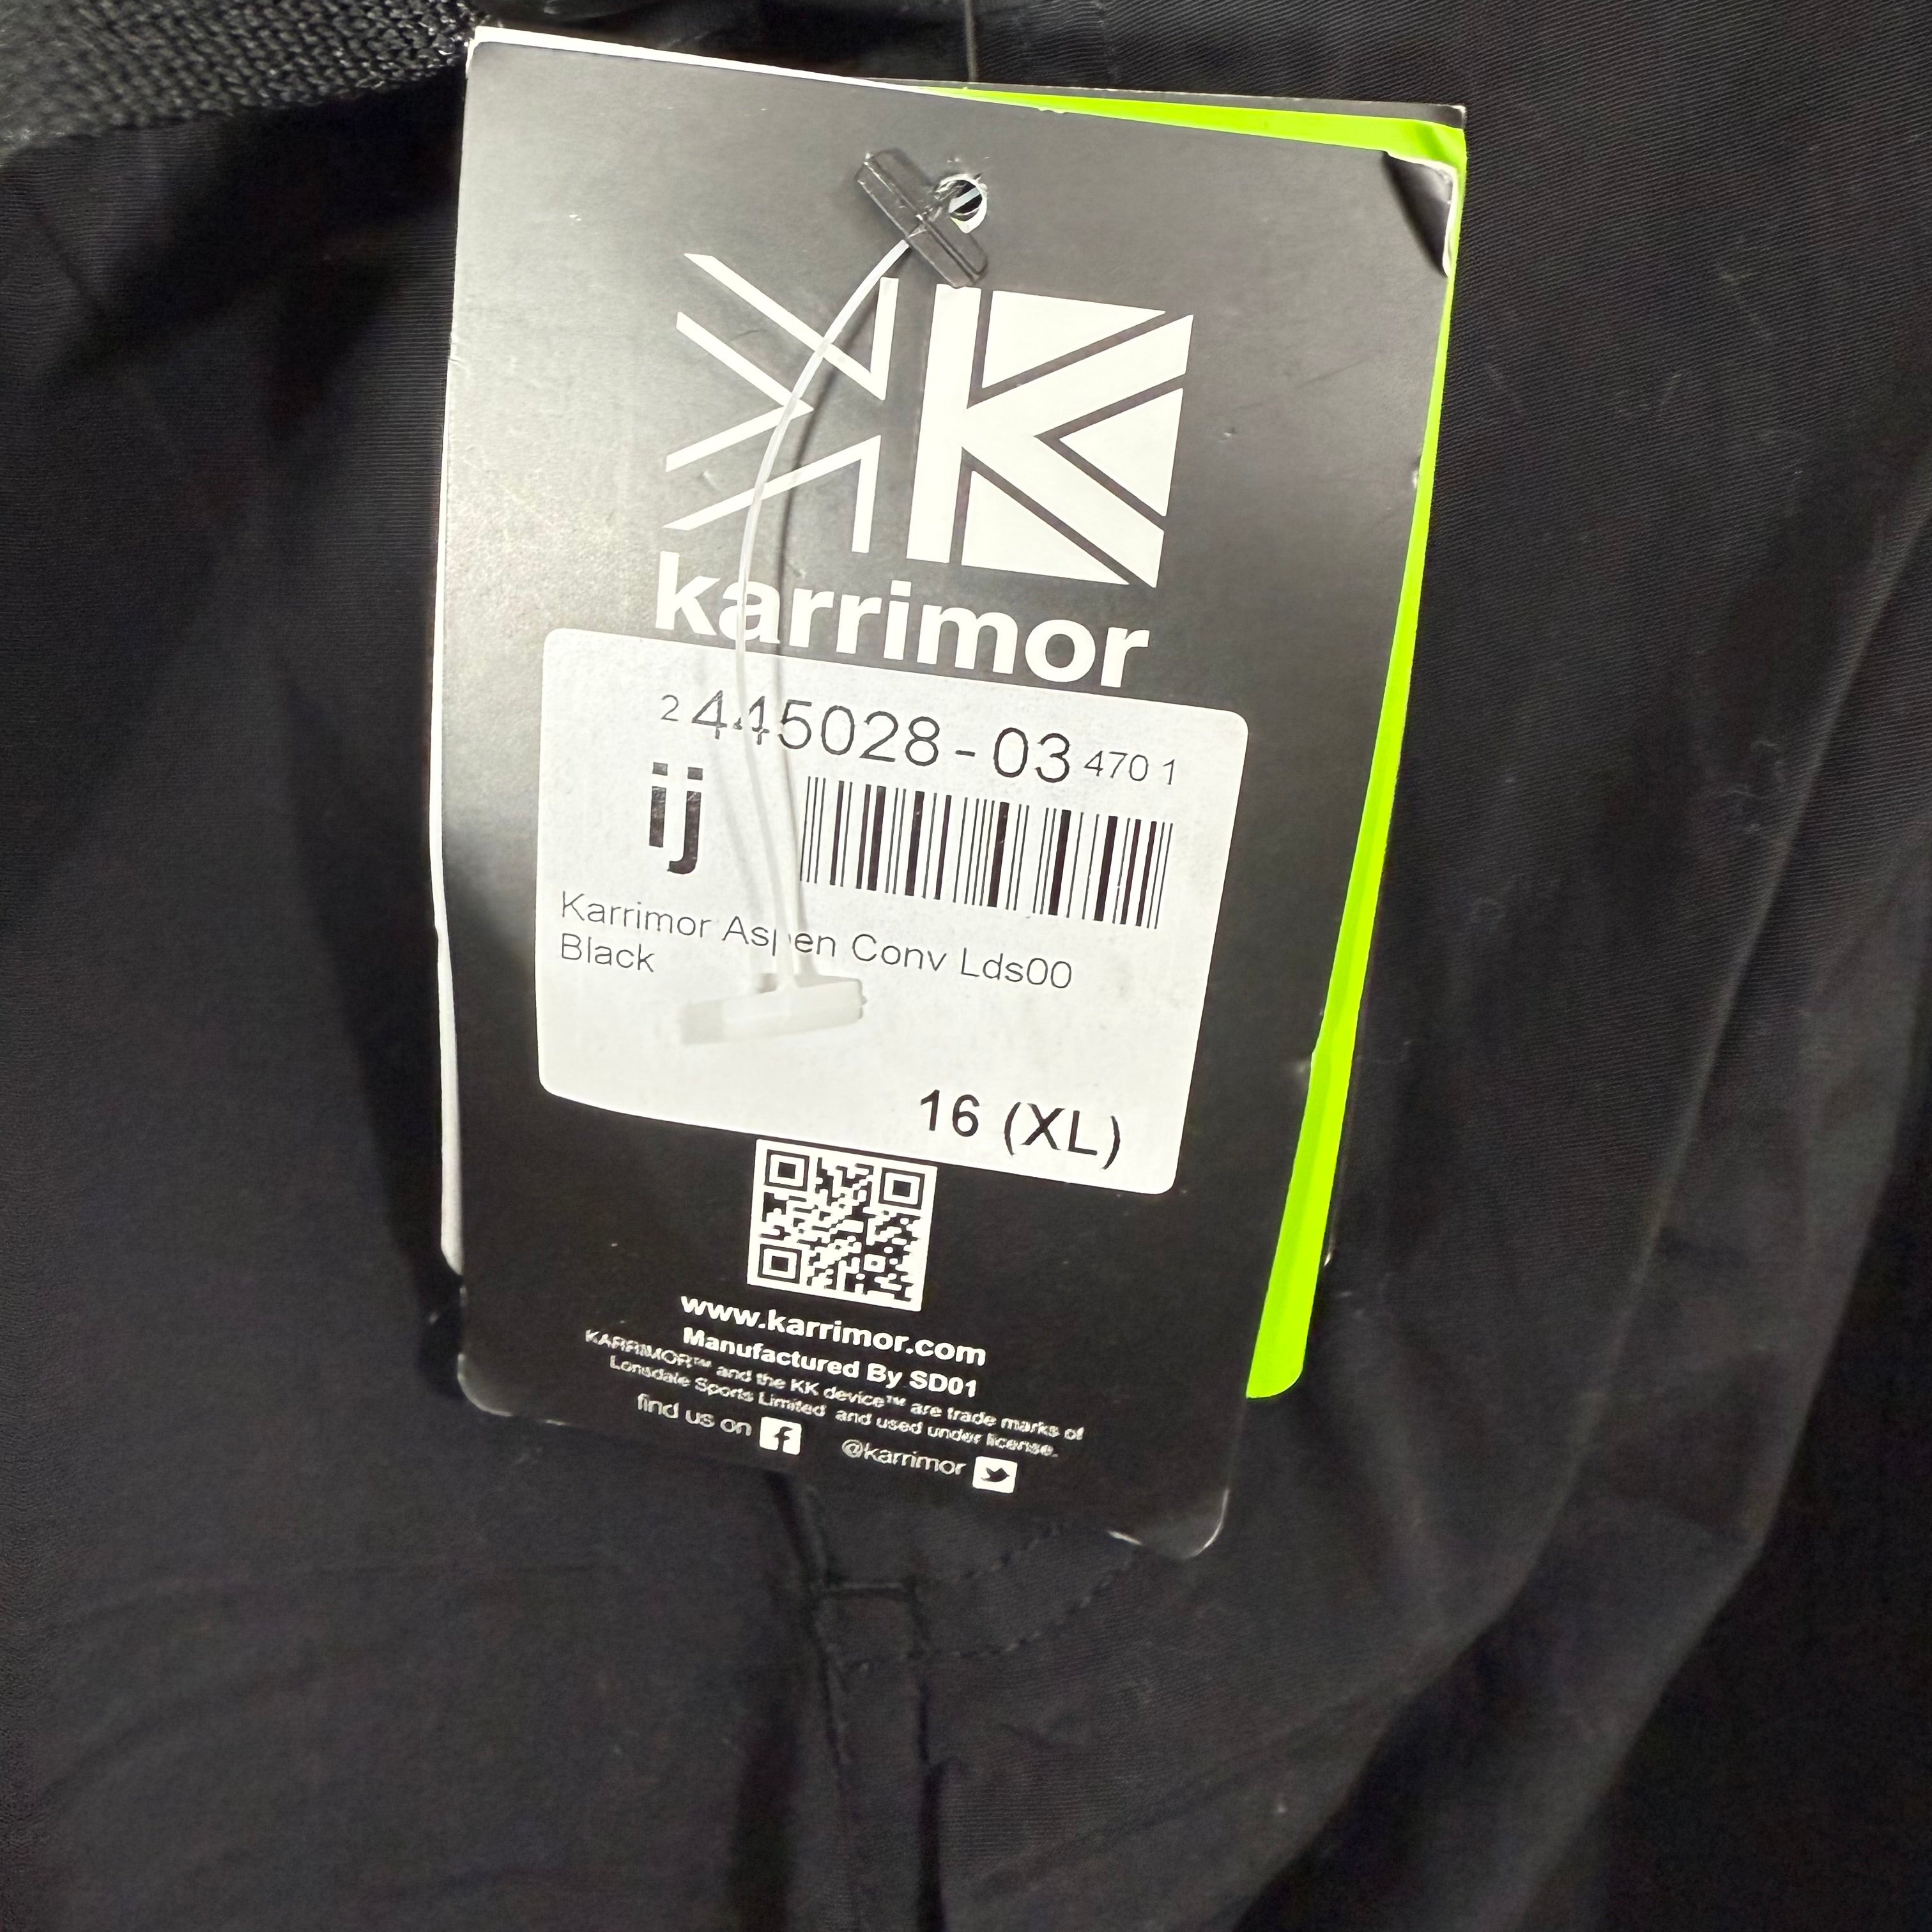 karrimor
2 445028-03 470 1
ij
Karrimor Aspen Conv Lds00
Black
16 (XL)
www.karrimor.com
Manufactured By SD01
KARRIMOR™ and the KK device™ are trade marks of
Lonsdale Sports Limited and used under license.
find us on
@karrimor